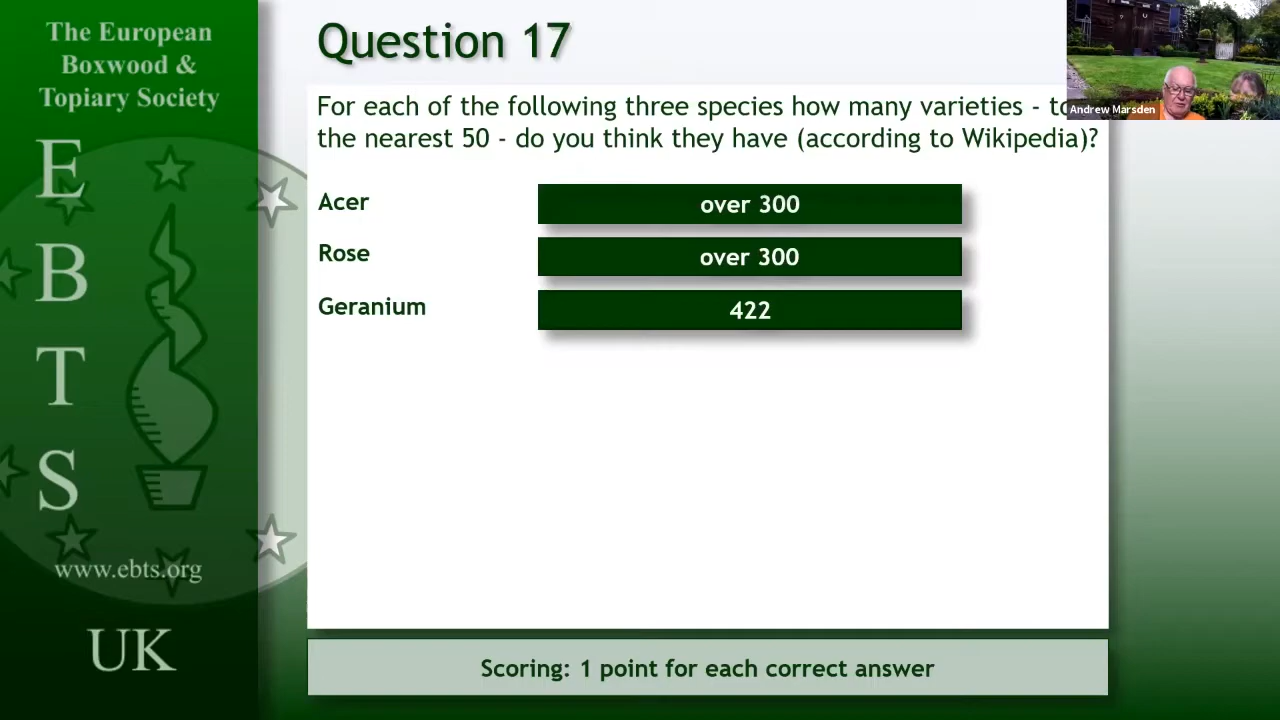 The European
Boxwood &
Topiary Society
E
B
T
S
www.ebts.org
UK
Question 17
For each of the following three species how many varieties - to
the nearest 50 - do you think they have (according to Wikipedia)?
Acer
over 300
Rose
over 300
Geranium
422
Scoring: 1 point for each correct answer
Andrew Marsden